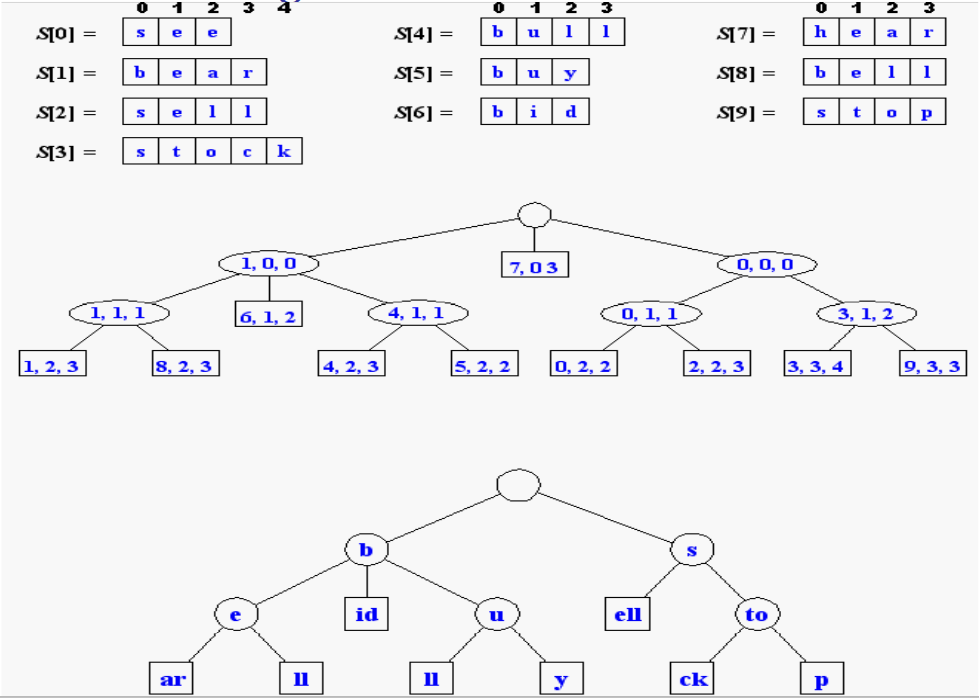 0 1 2 3 4 0 1 2 3 0 1 2 3
S[0] = s e e S[4] = b u l l S[7] = h e a r
S[1] = b e a r S[5] = b u y S[8] = b e l l
S[2] = s e l l S[6] = b i d S[9] = s t o p
S[3] = s t o c k
1, 0, 0 7, 0 3 0, 0, 0
1, 1, 1 6, 1, 2 4, 1, 1 0, 1, 1 3, 1, 2
1, 2, 3 8, 2, 3 4, 2, 3 5, 2, 2 0, 2, 2 2, 2, 3 3, 3, 4 9, 3, 3
b s
e id u ell to
ar ll ll y ck p